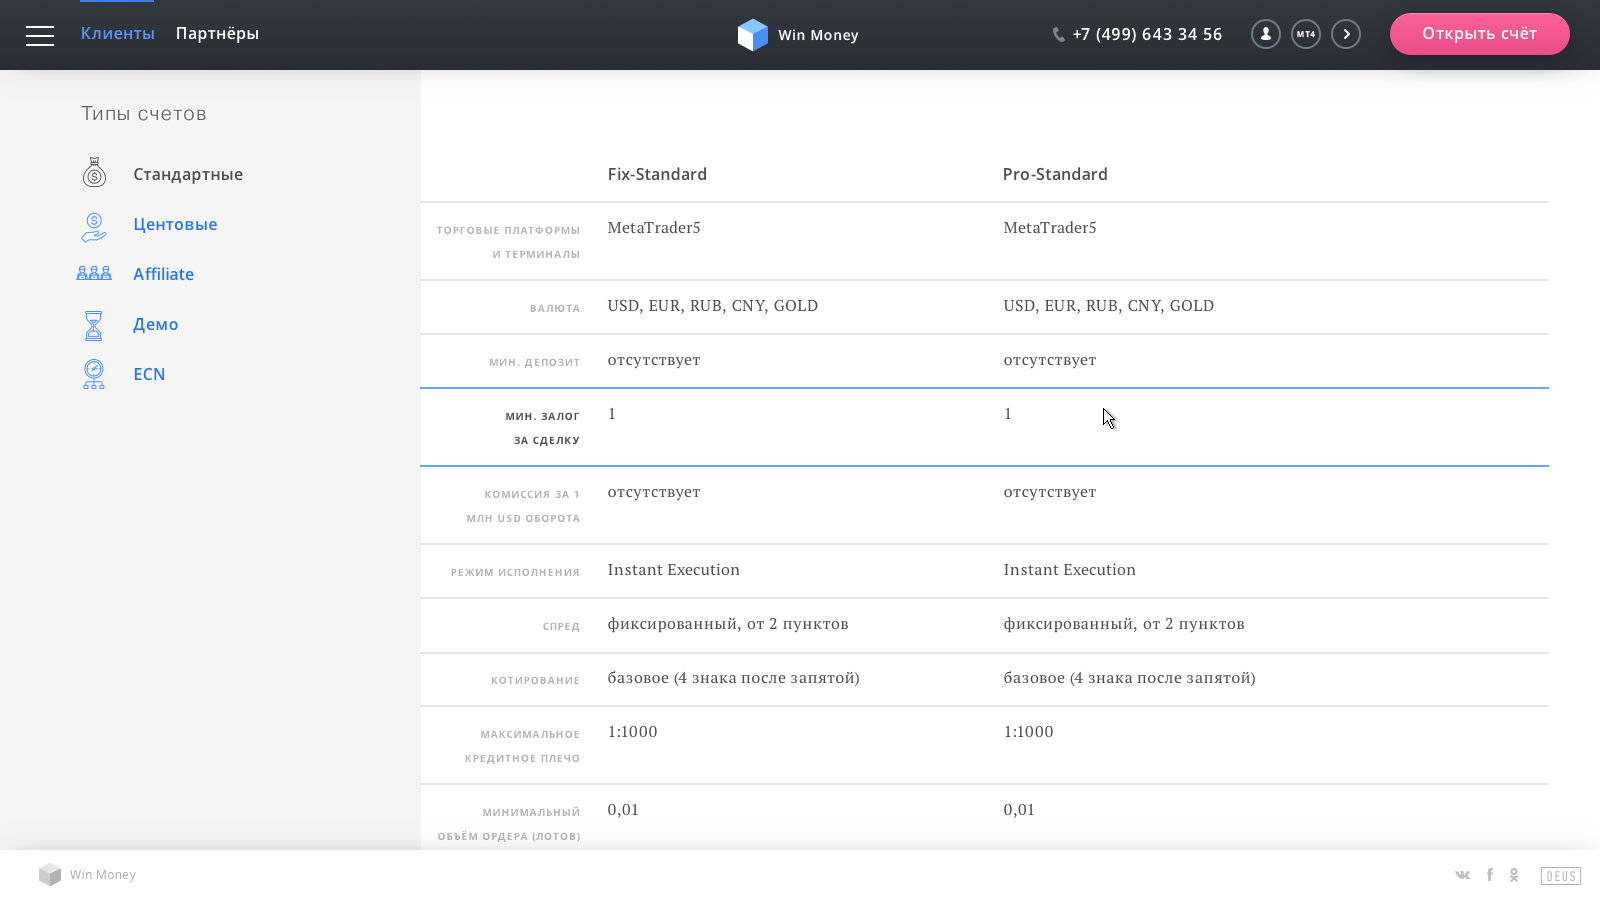 Клиенты Партнёры
Win Money
+7 (499) 643 34 56
MT4
Открыть счёт
Типы счетов
Стандартные
Центовые
Affiliate
Демо
ECN
Fix-Standard Pro-Standard
ТОРГОВЫЕ ПЛАТФОРМЫ
И ТЕРМИНАЛЫ
MetaTrader5 MetaTrader5
ВАЛЮТА USD, EUR, RUB, CNY, GOLD USD, EUR, RUB, CNY, GOLD
МИН. ДЕПОЗИТ отсутствует отсутствует
МИН. ЗАЛОГ
ЗА СДЕЛКУ
1 1
КОМИССИЯ ЗА 1
МЛН USD ОБОРОТА
отсутствует отсутствует
РЕЖИМ ИСПОЛНЕНИЯ Instant Execution Instant Execution
СПРЕД фиксированный, от 2 пунктов фиксированный, от 2 пунктов
КОТИРОВАНИЕ базовое (4 знака после запятой) базовое (4 знака после запятой)
МАКСИМАЛЬНОЕ
КРЕДИТНОЕ ПЛЕЧО
1:1000 1:1000
МИНИМАЛЬНЫЙ
ОБЪЁМ ОРДЕРА (ЛОТОВ)
0,01 0,01
Win Money
DEUS